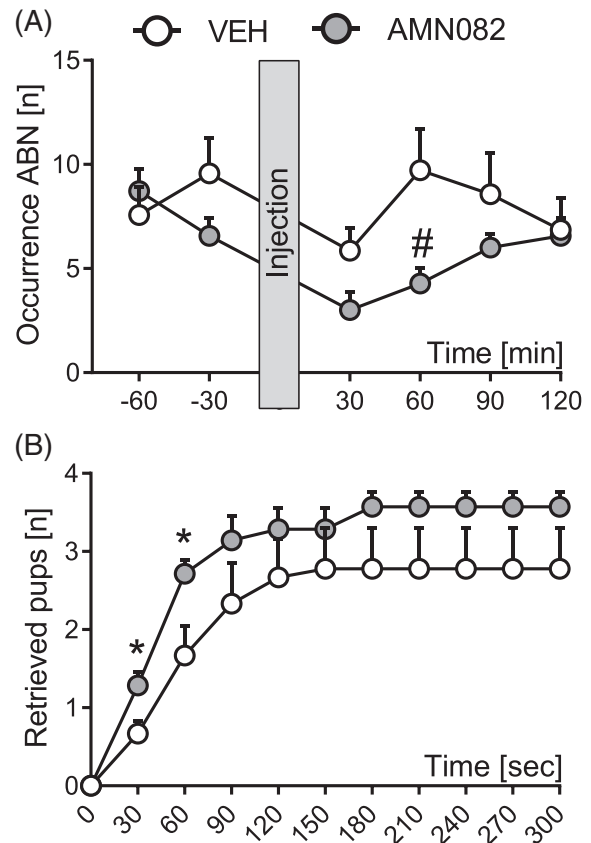 (A)
VEH AMN082
Occurrence ABN [n]
15
10
5
0
Injection
#
Time [min]
-60 -30 30 60 90 120
(B)
Retrieved pups [n]
4
3
2
1
0
*
*
Time [sec]
0 30 60 90 120 150 180 210 240 270 300